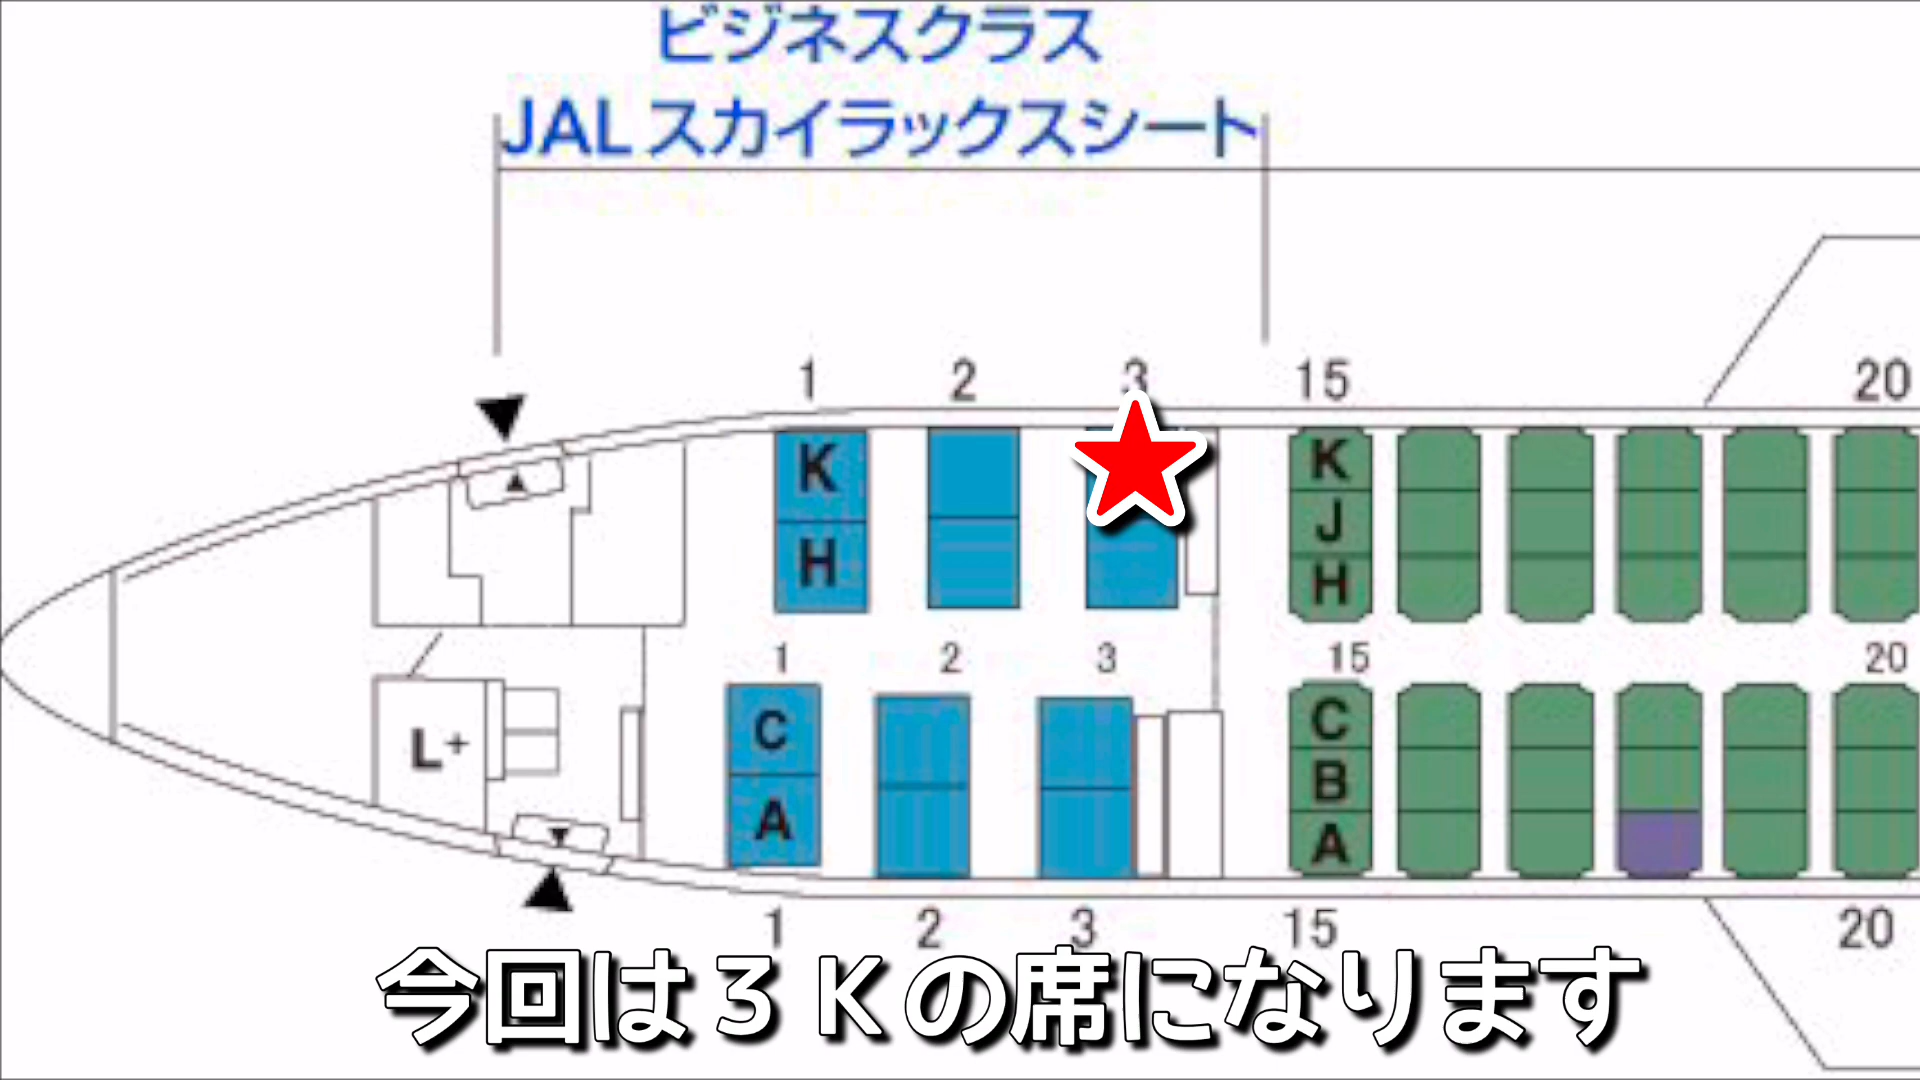 ビジネスクラス
JALスカイラックスシート
1 2 3 15 20
K K
J
H H
1 2 3 15 20
C C
L+ B
A A
1 2 3 15 20
今回は3Kの席になります